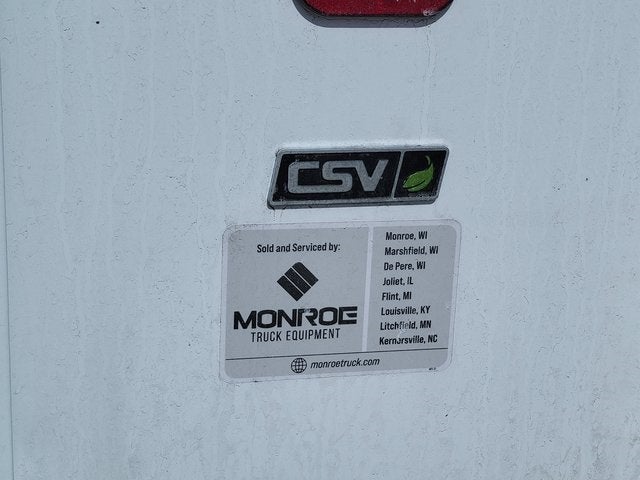 CSV
Sold and Serviced by:
MONROE
TRUCK EQUIPMENT
Monroe, WI
Marshfield, WI
De Pere, WI
Joliet, IL
Flint, MI
Louisville, KY
Litchfield, MN
Kernersville, NC
monroetruck.com